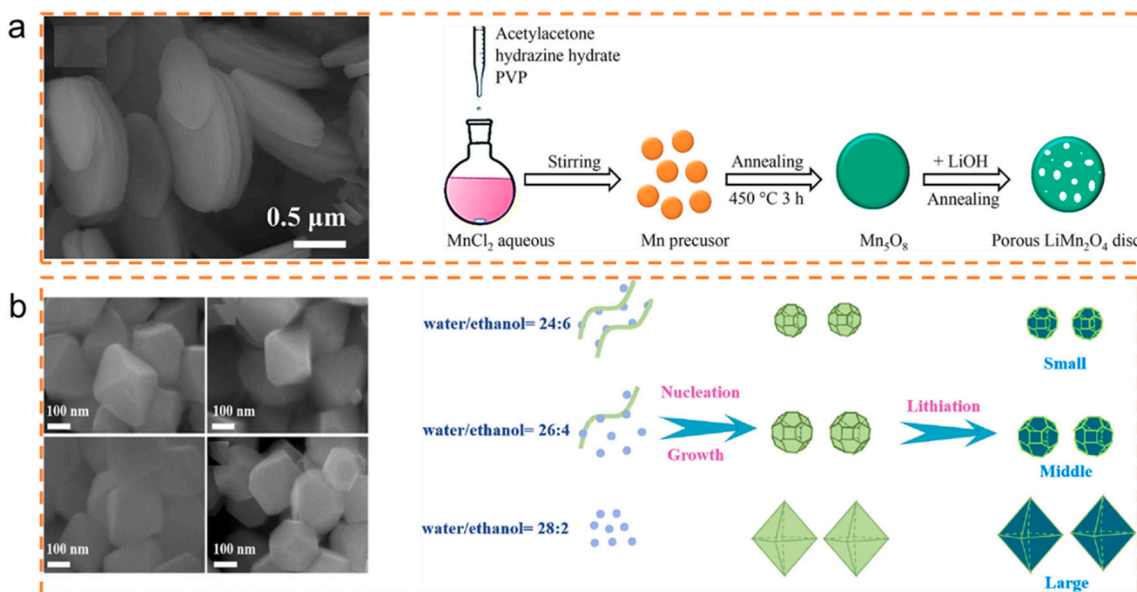 a
0.5 μm
Acetylacetone
hydrazine hydrate
PVP
Stirring
Annealing
450 °C 3 h
+ LiOH
Annealing
MnCl₂ aqueous
Mn precusor
Mn₅O₈
Porous LiMn₂O₄ disc
b
100 nm
100 nm
100 nm
100 nm
water/ethanol= 24:6
water/ethanol= 26:4
water/ethanol= 28:2
Nucleation
Growth
Lithiation
Small
Middle
Large